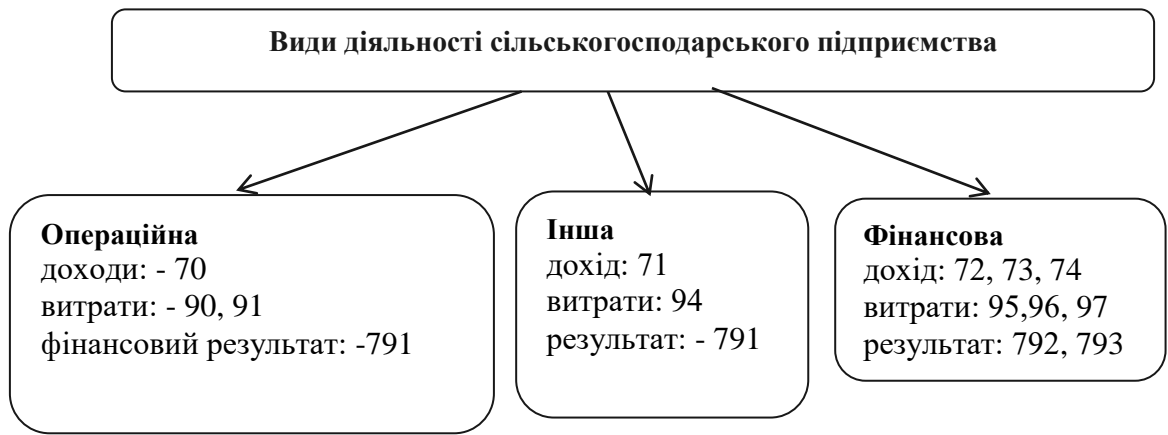 Види діяльності сільськогосподарського підприємства
Операційна
доходи: - 70
витрати: - 90, 91
фінансовий результат: -791
Інша
дохід: 71
витрати: 94
результат: - 791
Фінансова
дохід: 72, 73, 74
витрати: 95,96, 97
результат: 792, 793